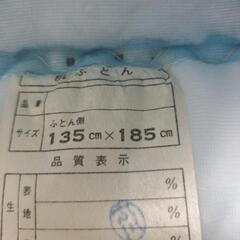 ふとん
品番
ふとん側
サイズ 135cm×185cm
品質表示
表地 %
生 %